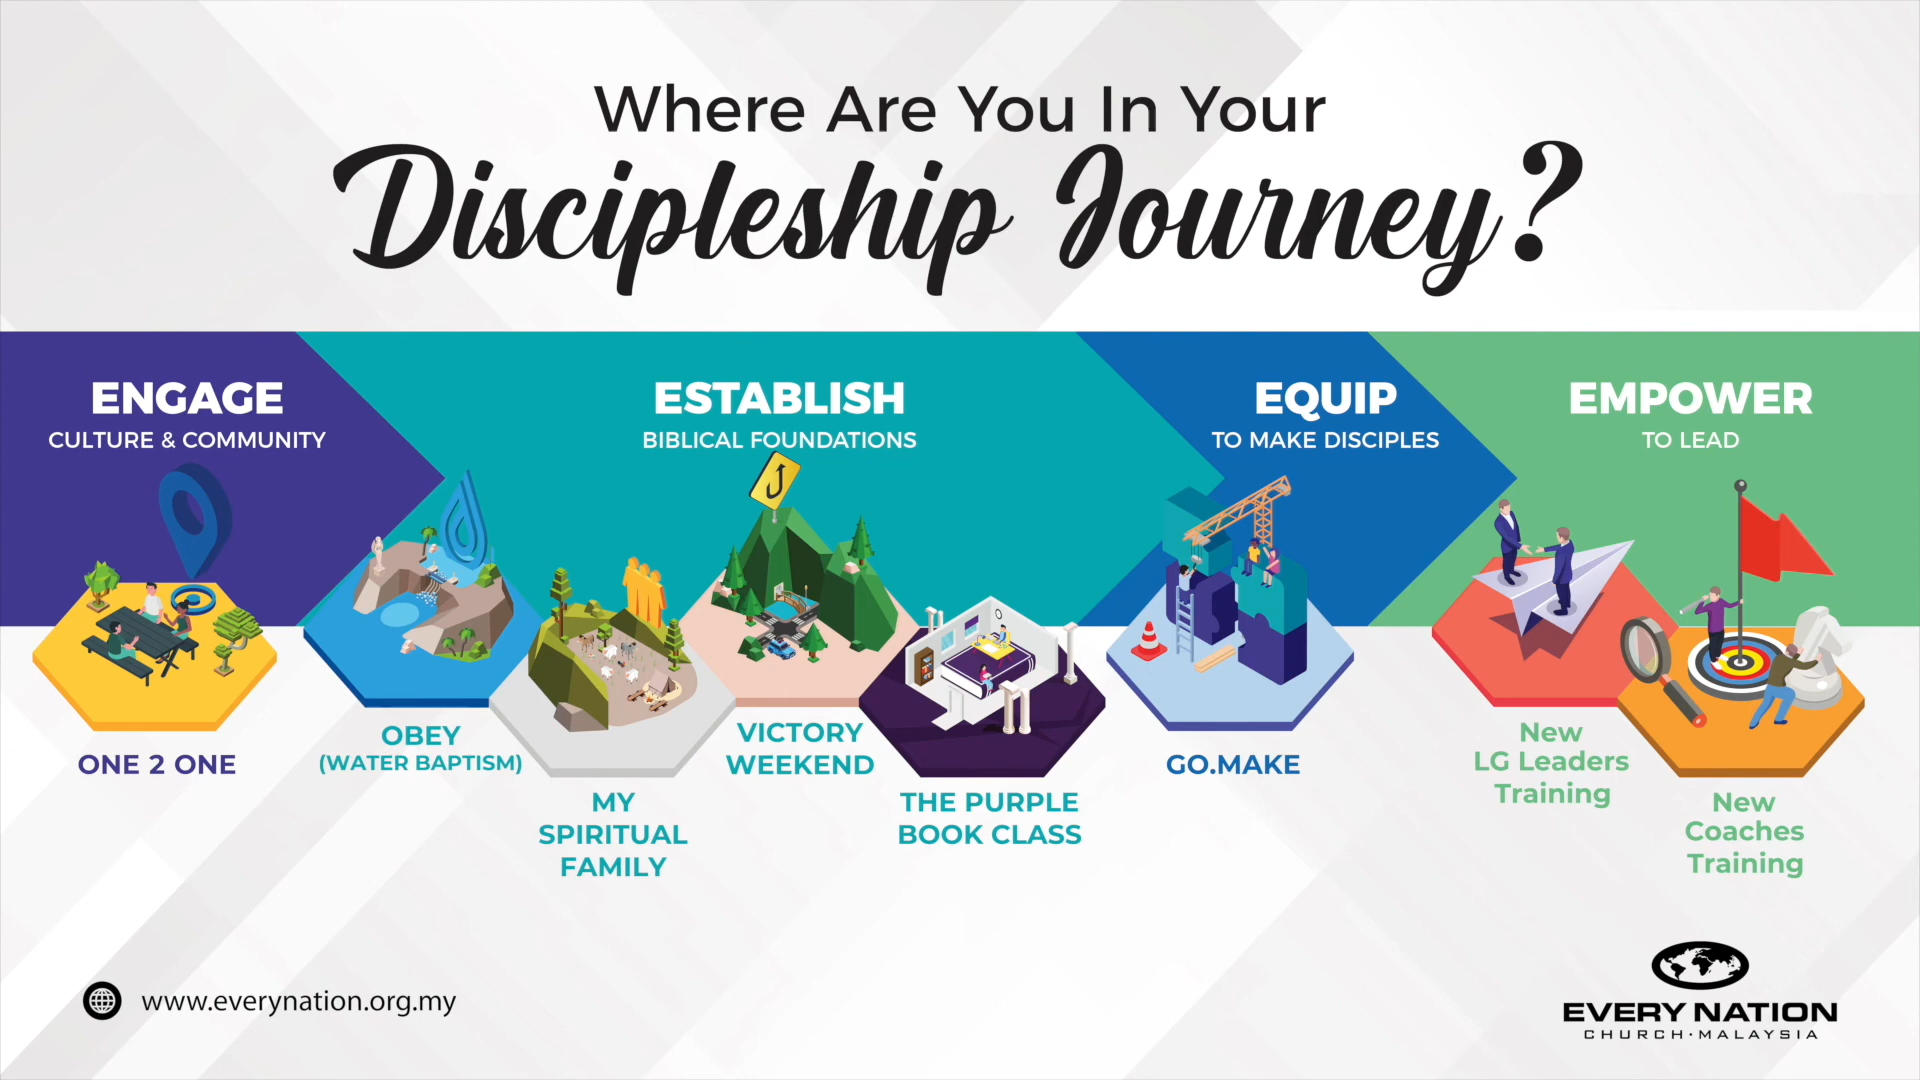 Where Are You In Your
Discipleship Journey?
ENGAGE
CULTURE & COMMUNITY
ESTABLISH
BIBLICAL FOUNDATIONS
EQUIP
TO MAKE DISCIPLES
EMPOWER
TO LEAD
ONE 2 ONE
OBEY
(WATER BAPTISM)
MY
SPIRITUAL
FAMILY
VICTORY
WEEKEND
THE PURPLE
BOOK CLASS
GO.MAKE
New
LG Leaders
Training
New
Coaches
Training
www.everynation.org.my
EVERY NATION
CHURCH·MALAYSIA